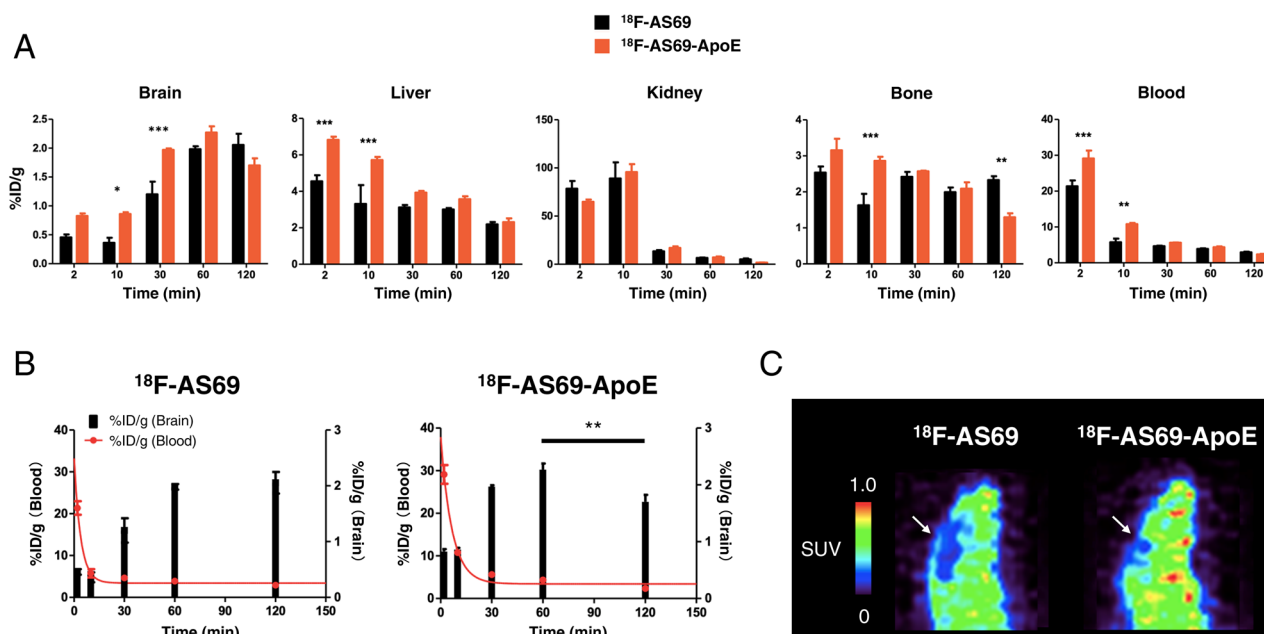 ¹⁸F-AS69
¹⁸F-AS69-ApoE
A
Brain
Liver
Kidney
Bone
Blood
%ID/g
2.5
2.0
1.5
1.0
0.5
0.0
*
***
2 10 30 60 120
Time (min)
8
6
4
2
0
***
***
2 10 30 60 120
Time (min)
150
100
50
0
2 10 30 60 120
Time (min)
4
3
2
1
0
***
**
2 10 30 60 120
Time (min)
40
30
20
10
0
***
**
2 10 30 60 120
Time (min)
B
¹⁸F-AS69
%ID/g (Brain)
%ID/g (Blood)
%ID/g (Blood)
40
30
20
10
0
3
2
1
0
%ID/g (Brain)
0 30 60 90 120 150
Time (min)
¹⁸F-AS69-ApoE
**
%ID/g (Blood)
40
30
20
10
0
3
2
1
0
%ID/g (Brain)
0 30 60 90 120 150
Time (min)
C
¹⁸F-AS69
¹⁸F-AS69-ApoE
1.0
SUV
0